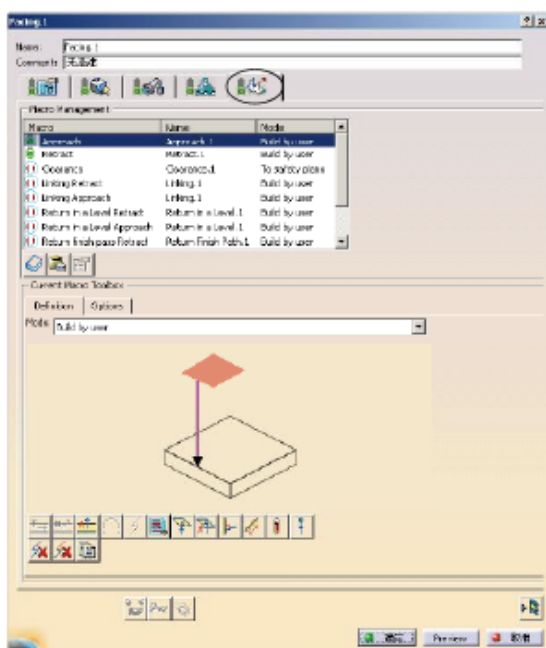 Facing.1
Name: Facing.1
Comment:
Macro Management
Macro Name Mode
Approach Approach.1 Build by user
Retract Retract.1 Build by user
Clearance Clearance.1 To safety plane
Linking Retract Linking.1 Build by user
Linking Approach Linking.1 Build by user
Return in a Level Retract Return in a Level.1 Build by user
Return in a Level Approach Return in a Level.1 Build by user
Return finish pass Retract Return Finish Path.1 Build by user
Current Macro Toolbox
Definition Options
Mode: Build by user
Preview 取消